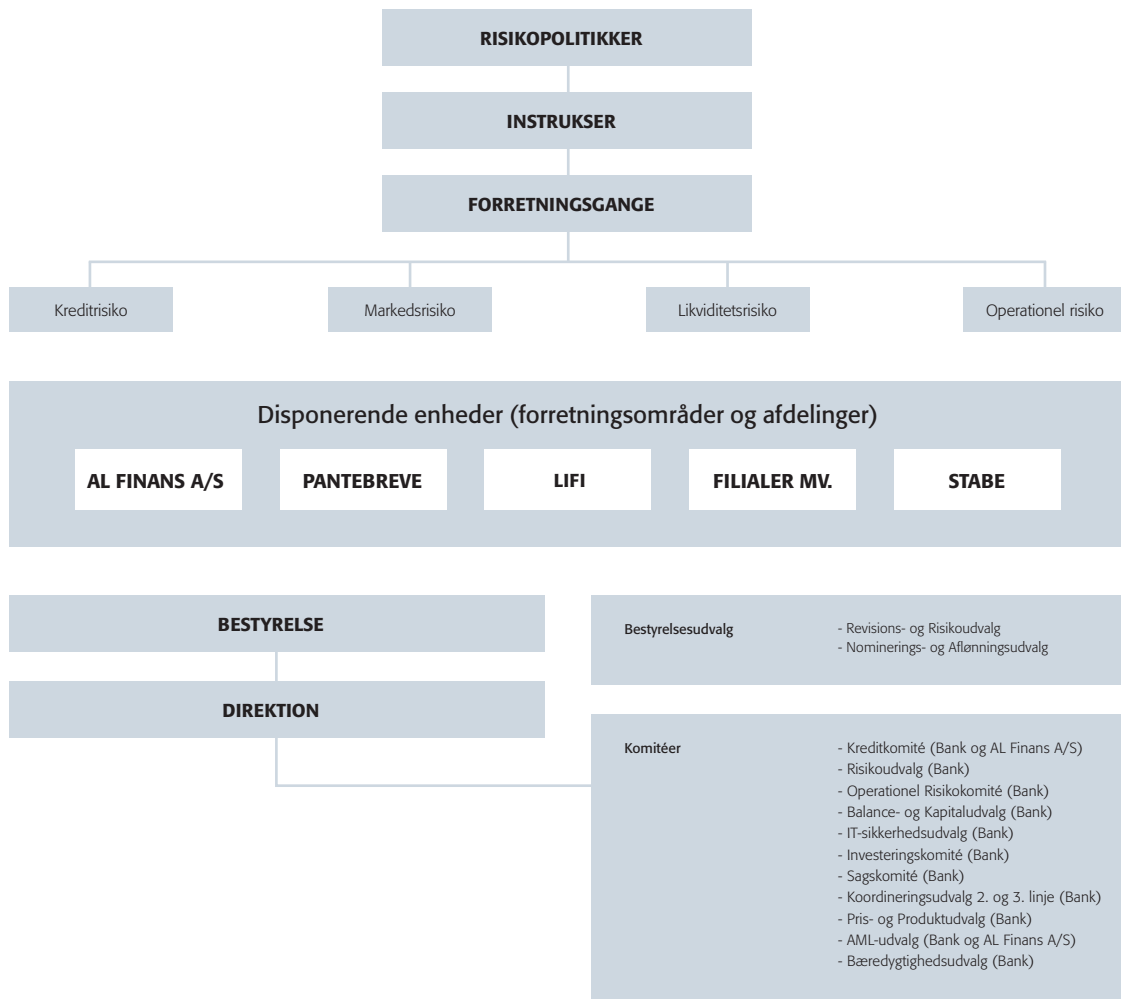 RISIKOPOLITIKKER
INSTRUKSER
FORRETNINGSGANGE
Kreditrisiko
Markedsrisiko
Likviditetsrisiko
Operationel risiko
Disponerende enheder (forretningsområder og afdelinger)
AL FINANS A/S
PANTEBREVE
LIFI
FILIALER MV.
STABE
BESTYRELSE
DIREKTION
Bestyrelsesudvalg
- Revisions- og Risikoudvalg
- Nominerings- og Aflønningsudvalg
Komitéer
- Kreditkomité (Bank og AL Finans A/S)
- Risikoudvalg (Bank)
- Operationel Risikokomité (Bank)
- Balance- og Kapitaludvalg (Bank)
- IT-sikkerhedsudvalg (Bank)
- Investeringskomité (Bank)
- Sagskomité (Bank)
- Koordineringsudvalg 2. og 3. linje (Bank)
- Pris- og Produktudvalg (Bank)
- AML-udvalg (Bank og AL Finans A/S)
- Bæredygtighedsudvalg (Bank)